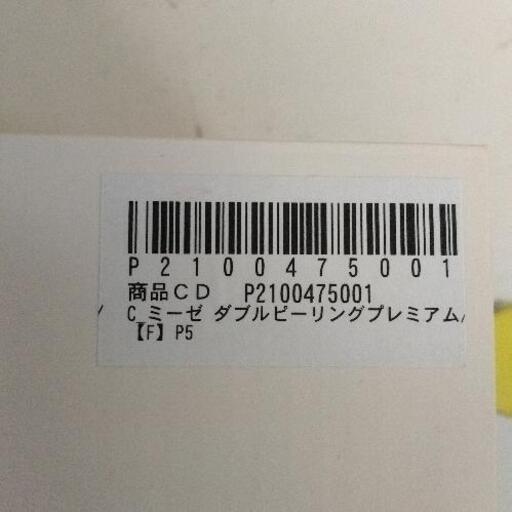 P2100475001
商品CD P2100475001
/ C_ミーゼ ダブルピーリングプレミアム/
【F】P5